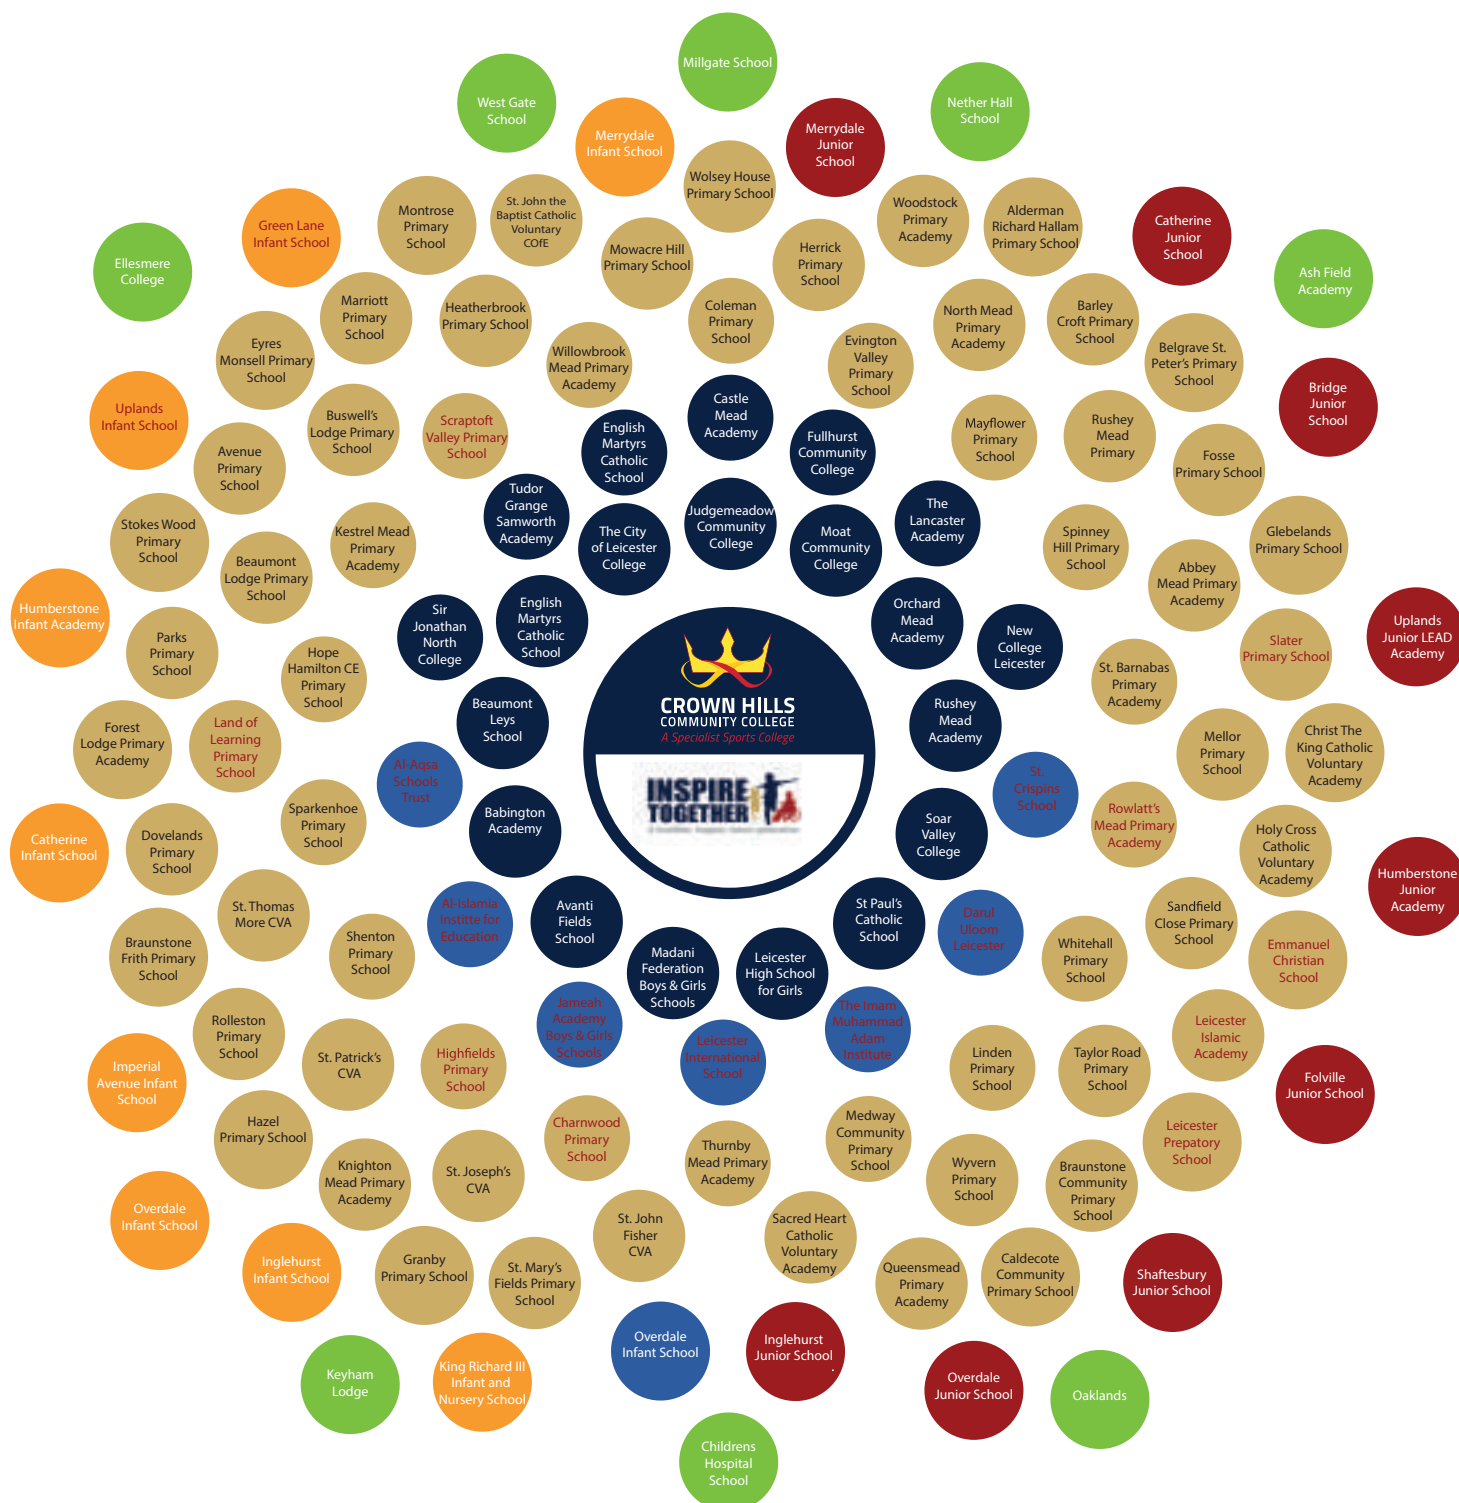 Millgate School
West Gate
School
Nether Hall
School
Merrydale
Infant School
Merrydale
Junior
School
Wolsey House
Primary School
Green Lane
Infant School
Montrose
Primary
School
St. John the
Baptist Catholic
Voluntary
COfE
Woodstock
Primary
Academy
Alderman
Richard Hallam
Primary School
Catherine
Junior
School
Ellesmere
College
Mowacre Hill
Primary School
Herrick
Primary
School
Ash Field
Academy
Marriott
Primary
School
Heatherbrook
Primary School
Coleman
Primary
School
North Mead
Primary
Academy
Barley
Croft Primary
School
Eyres
Monsell Primary
School
Willowbrook
Mead Primary
Academy
Evington
Valley
Primary
School
Belgrave St.
Peter's Primary
School
Uplands
Infant School
Buswell's
Lodge Primary
School
Scraptoft
Valley Primary
School
English
Martyrs
Catholic
School
Castle
Mead
Academy
Fullhurst
Community
College
Mayflower
Primary
School
Rushey
Mead
Primary
Bridge
Junior
School
Avenue
Primary
School
Fosse
Primary School
Tudor
Grange
Samworth
Academy
The City
of Leicester
College
Judgemeadow
Community
College
Moat
Community
College
The
Lancaster
Academy
Stokes Wood
Primary
School
Kestrel Mead
Primary
Academy
Spinney
Hill Primary
School
Glebelands
Primary School
Beaumont
Lodge Primary
School
Abbey
Mead Primary
Academy
Humberstone
Infant Academy
Sir
Jonathan
North
College
English
Martyrs
Catholic
School
Orchard
Mead
Academy
New
College
Leicester
Uplands
Junior LEAD
Academy
Parks
Primary
School
Hope
Hamilton CE
Primary
School
St. Barnabas
Primary
Academy
Slater
Primary School
CROWN HILLS
COMMUNITY COLLEGE
A Specialist Sports College
INSPIRE
TOGETHER
Forest
Lodge Primary
Academy
Land of
Learning
Primary
School
Beaumont
Leys
School
Rushey
Mead
Academy
Mellor
Primary
School
Christ The
King Catholic
Voluntary
Academy
Al-Aqsa
Schools
Trust
St.
Crispins
School
Catherine
Infant School
Dovelands
Primary
School
Sparkenhoe
Primary
School
Babington
Academy
Soar
Valley
College
Rowlatt's
Mead Primary
Academy
Holy Cross
Catholic
Voluntary
Academy
Humberstone
Junior
Academy
St. Thomas
More CVA
Al-Islamia
Institte for
Education
Avanti
Fields
School
St Paul's
Catholic
School
Darul
Uloom
Leicester
Sandfield
Close Primary
School
Braunstone
Frith Primary
School
Shenton
Primary
School
Madani
Federation
Boys & Girls
Schools
Leicester
High School
for Girls
Whitehall
Primary
School
Emmanuel
Christian
School
Rolleston
Primary
School
Jameah
Academy
Boys & Girls
Schools
The Imam
Muhammad
Adam
Institute
Leicester
Islamic
Academy
Imperial
Avenue Infant
School
St. Patrick's
CVA
Highfields
Primary
School
Leicester
International
School
Linden
Primary
School
Taylor Road
Primary
School
Folville
Junior School
Hazel
Primary School
Charnwood
Primary
School
Medway
Community
Primary
School
Leicester
Prepatory
School
Knighton
Mead Primary
Academy
St. Joseph's
CVA
Thurnby
Mead Primary
Academy
Wyvern
Primary
School
Braunstone
Community
Primary
School
Overdale
Infant School
St. John
Fisher
CVA
Sacred Heart
Catholic
Voluntary
Academy
Inglehurst
Infant School
Granby
Primary School
St. Mary's
Fields Primary
School
Queensmead
Primary
Academy
Caldecote
Community
Primary School
Shaftesbury
Junior School
Overdale
Infant School
Inglehurst
Junior School
.
Keyham
Lodge
King Richard III
Infant and
Nursery School
Overdale
Junior School
Oaklands
Childrens
Hospital
School